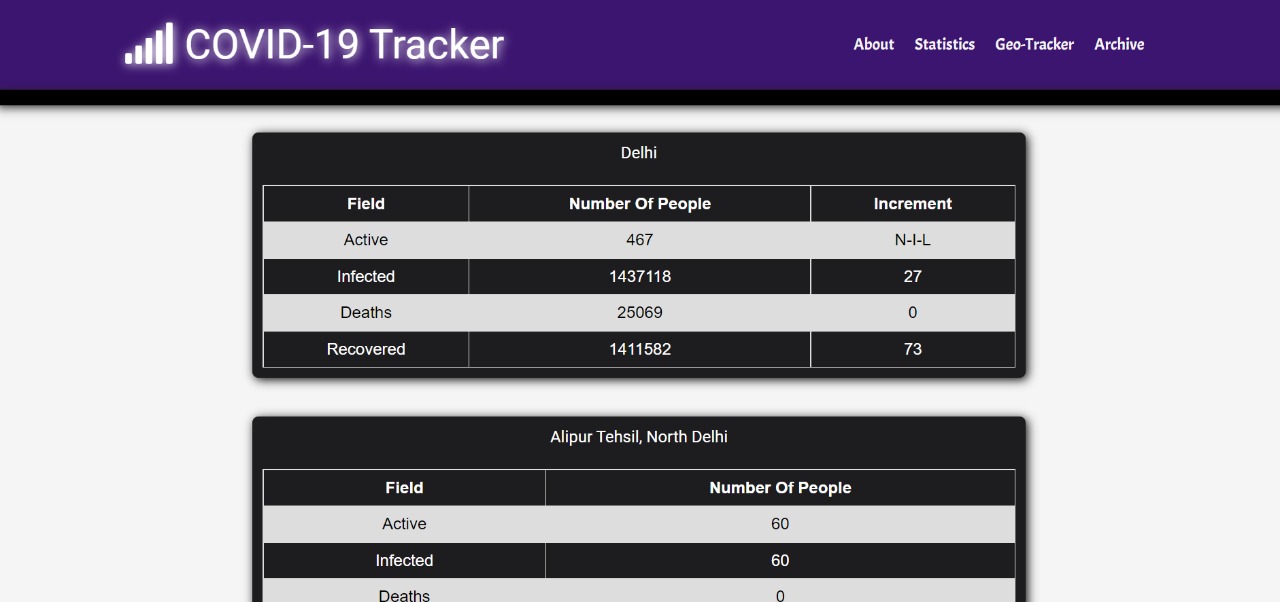 COVID-19 Tracker
About Statistics Geo-Tracker Archive
Delhi
Field Number Of People Increment
Active 467 N-I-L
Infected 1437118 27
Deaths 25069 0
Recovered 1411582 73
Alipur Tehsil, North Delhi
Field Number Of People
Active 60
Infected 60
Deaths 0